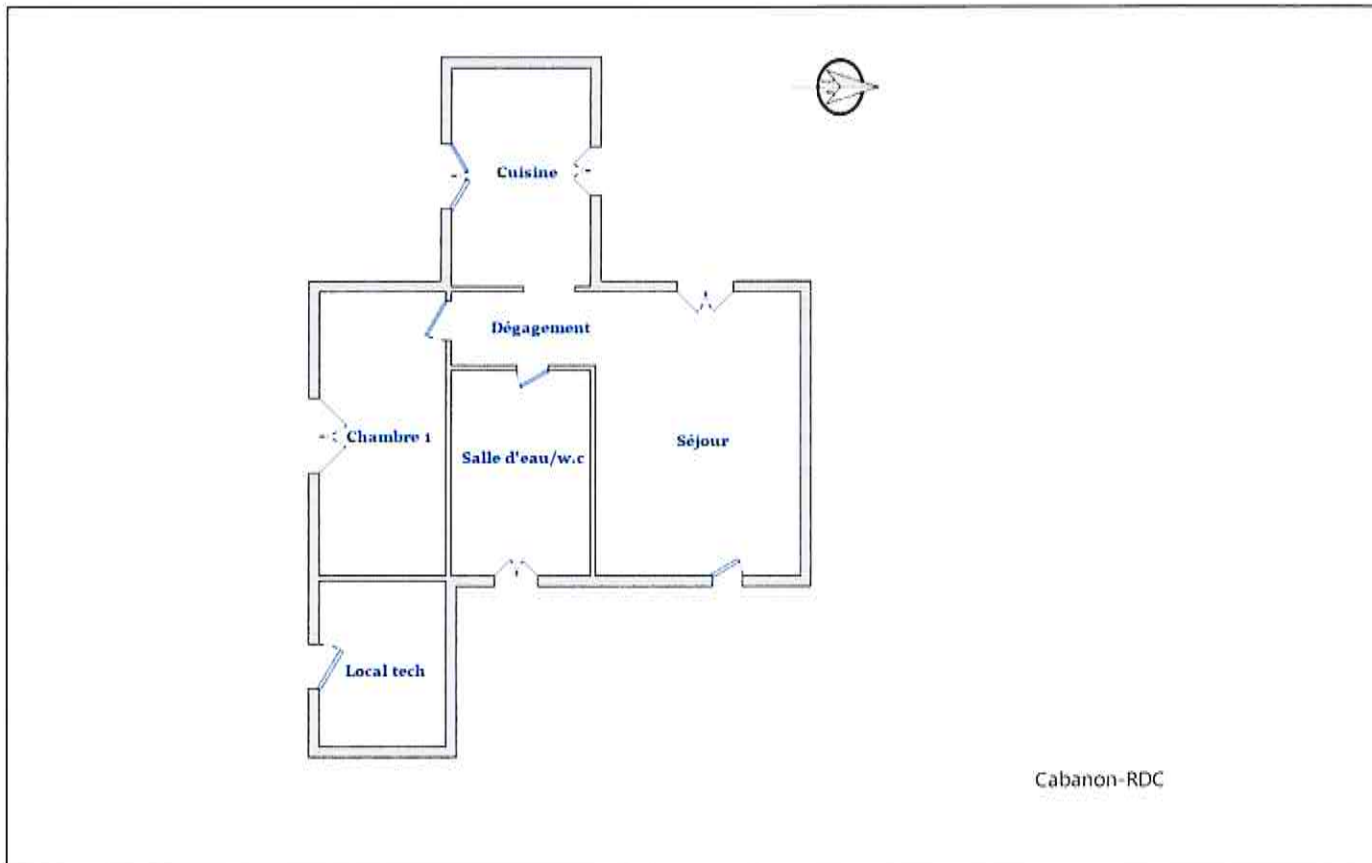 Cuisine
Dégagement
Chambre 1
Séjour
Salle d'eau/w.c
Local tech
Cabanon-RDC